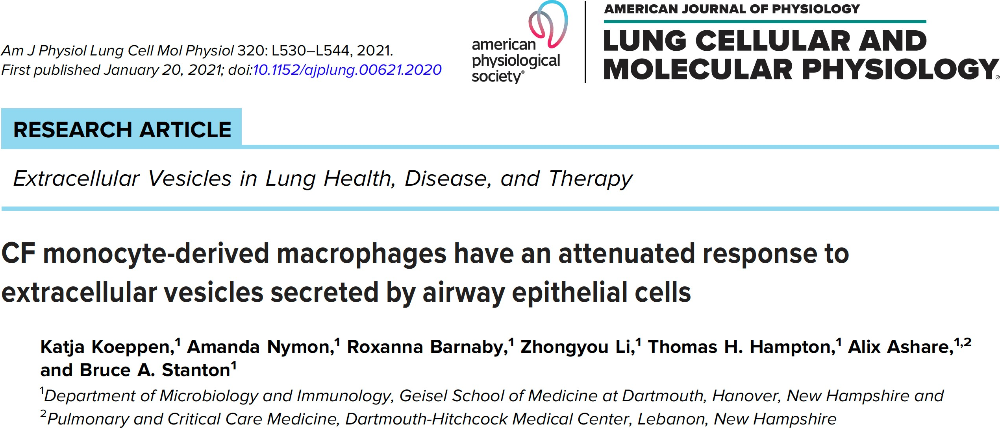 Am J Physiol Lung Cell Mol Physiol 320: L530–L544, 2021.
First published January 20, 2021; doi:10.1152/ajplung.00621.2020
american
physiological
society®
AMERICAN JOURNAL OF PHYSIOLOGY
LUNG CELLULAR AND
MOLECULAR PHYSIOLOGY®
RESEARCH ARTICLE
Extracellular Vesicles in Lung Health, Disease, and Therapy
CF monocyte-derived macrophages have an attenuated response to
extracellular vesicles secreted by airway epithelial cells
Katja Koeppen,¹ Amanda Nymon,¹ Roxanna Barnaby,¹ Zhongyou Li,¹ Thomas H. Hampton,¹ Alix Ashare,¹,²
and Bruce A. Stanton¹
¹Department of Microbiology and Immunology, Geisel School of Medicine at Dartmouth, Hanover, New Hampshire and
²Pulmonary and Critical Care Medicine, Dartmouth-Hitchcock Medical Center, Lebanon, New Hampshire